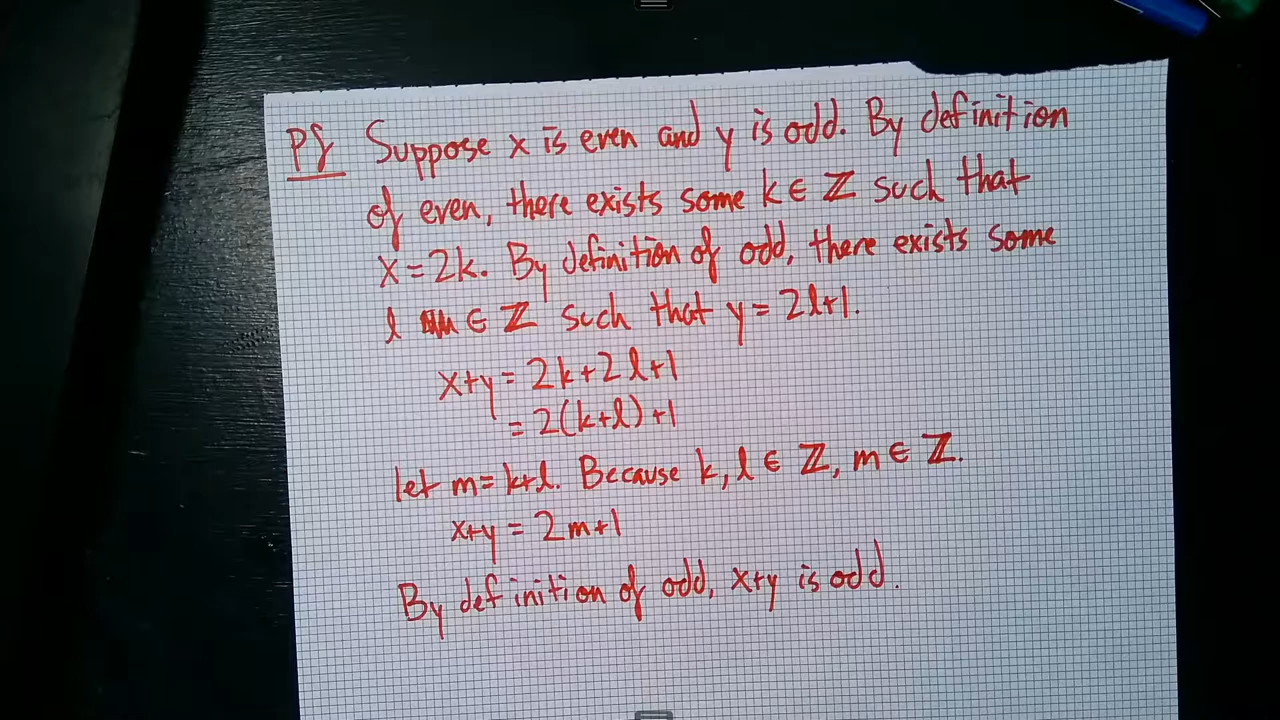 Pf Suppose x is even and y is odd. By definition
of even, there exists some k ∈ ℤ such that
x = 2k. By definition of odd, there exists some
l ∈ ℤ such that y = 2l+1.
x+y = 2k+2l+1
= 2(k+l)+1
let m = k+l. Because k, l ∈ ℤ, m ∈ ℤ.
x+y = 2m+1
By definition of odd, x+y is odd.